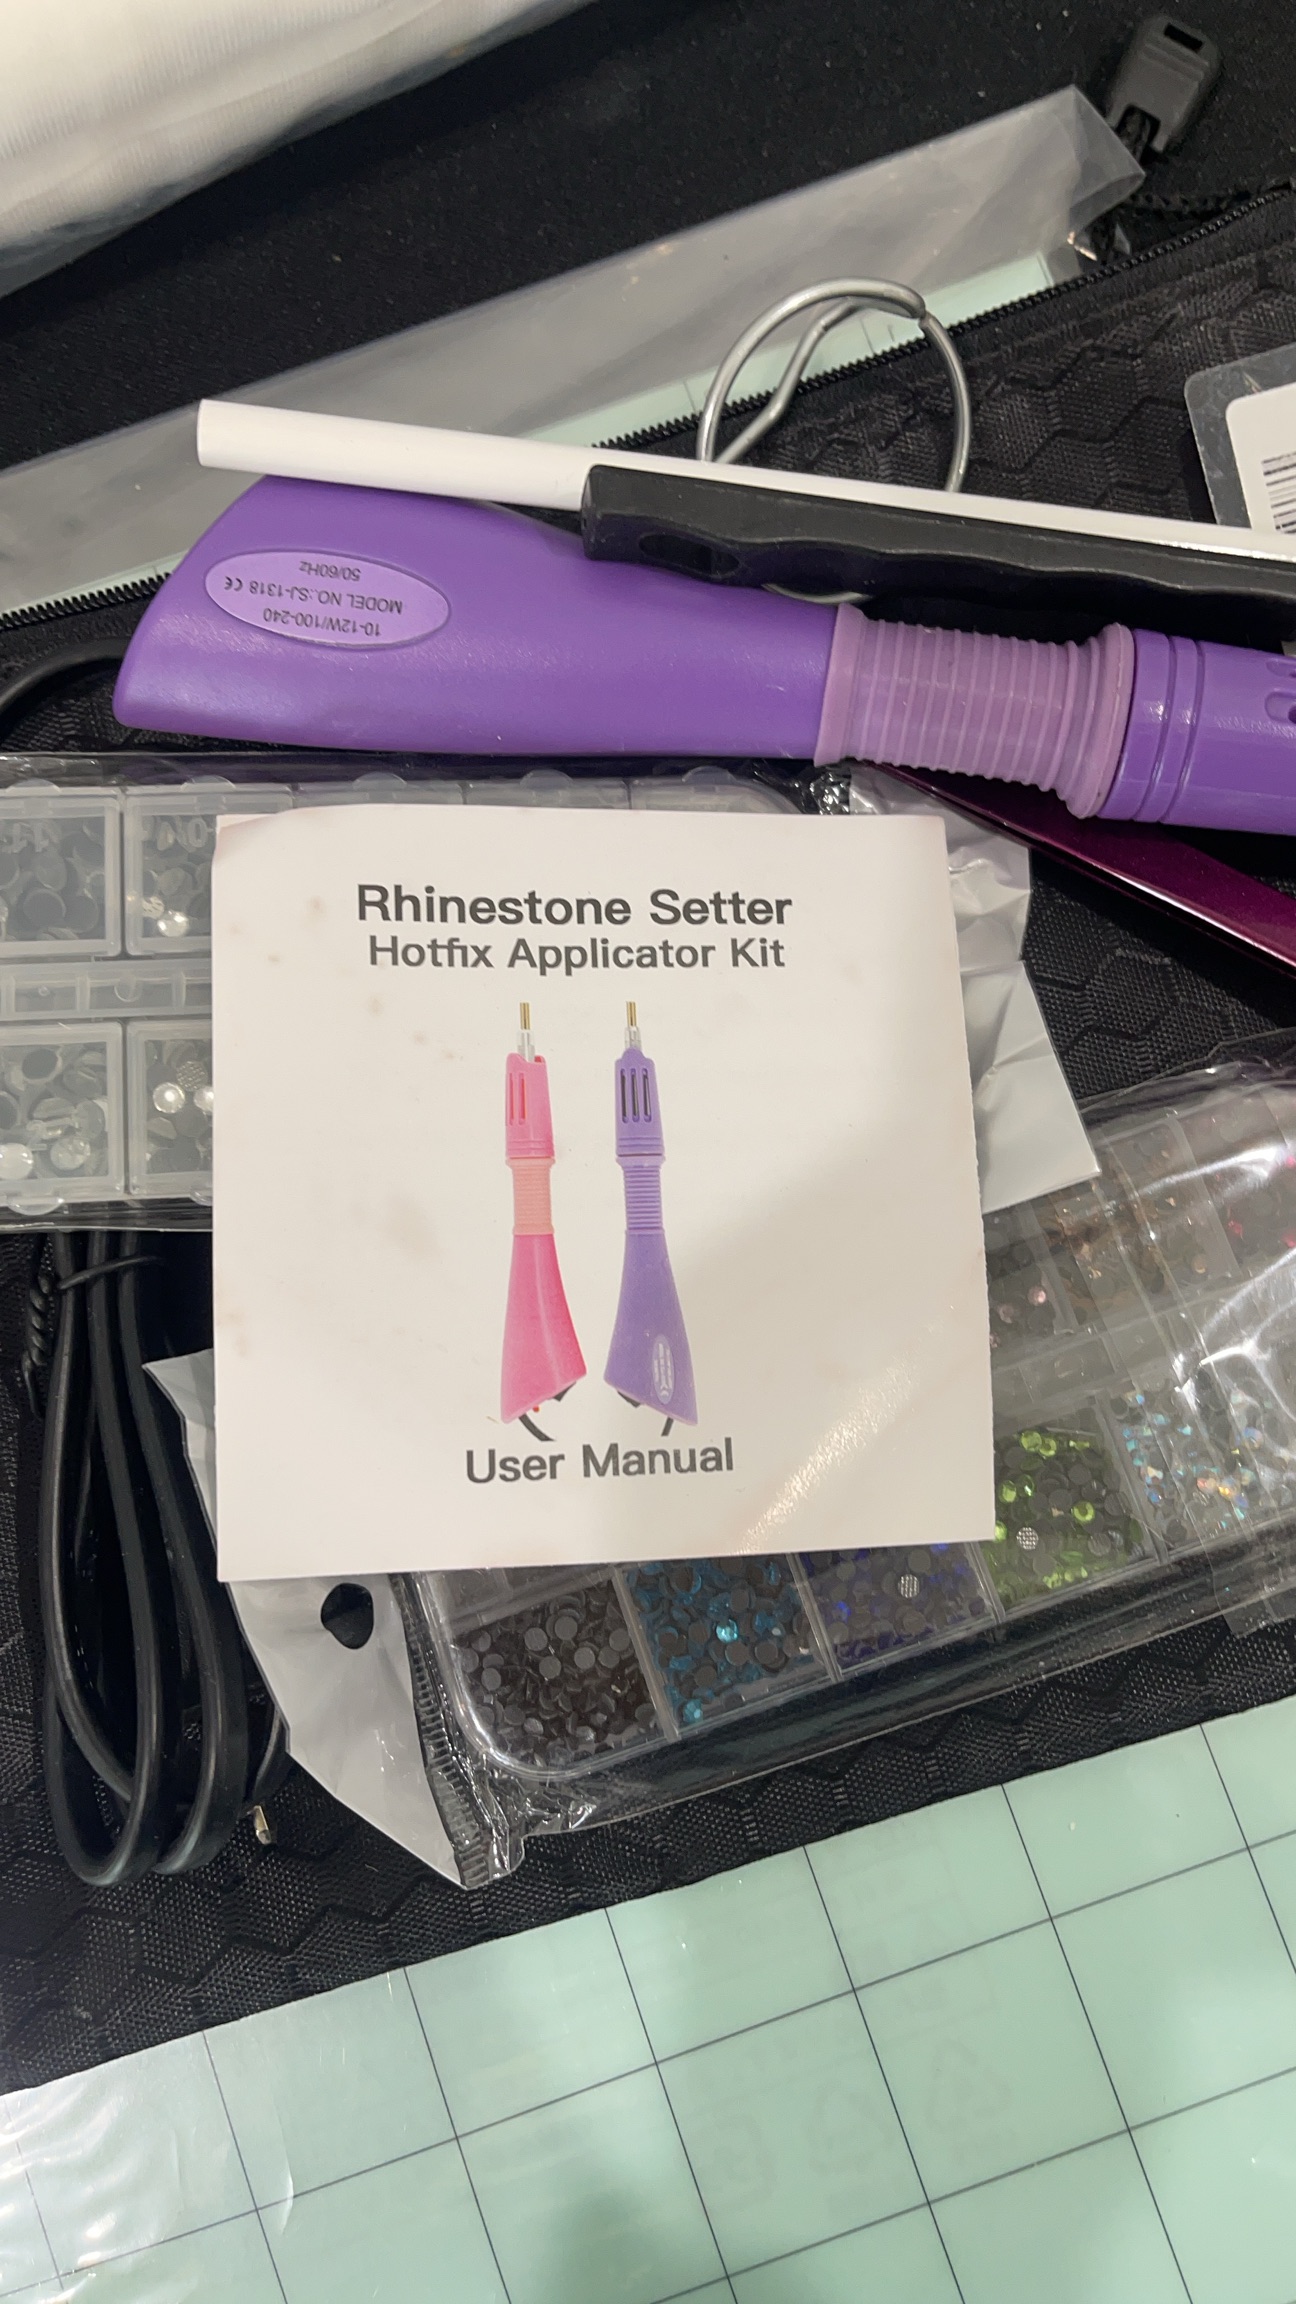 10-12W/100-240
MODEL NO.:SJ-1318 CE
50/60Hz
Rhinestone Setter
Hotfix Applicator Kit
User Manual